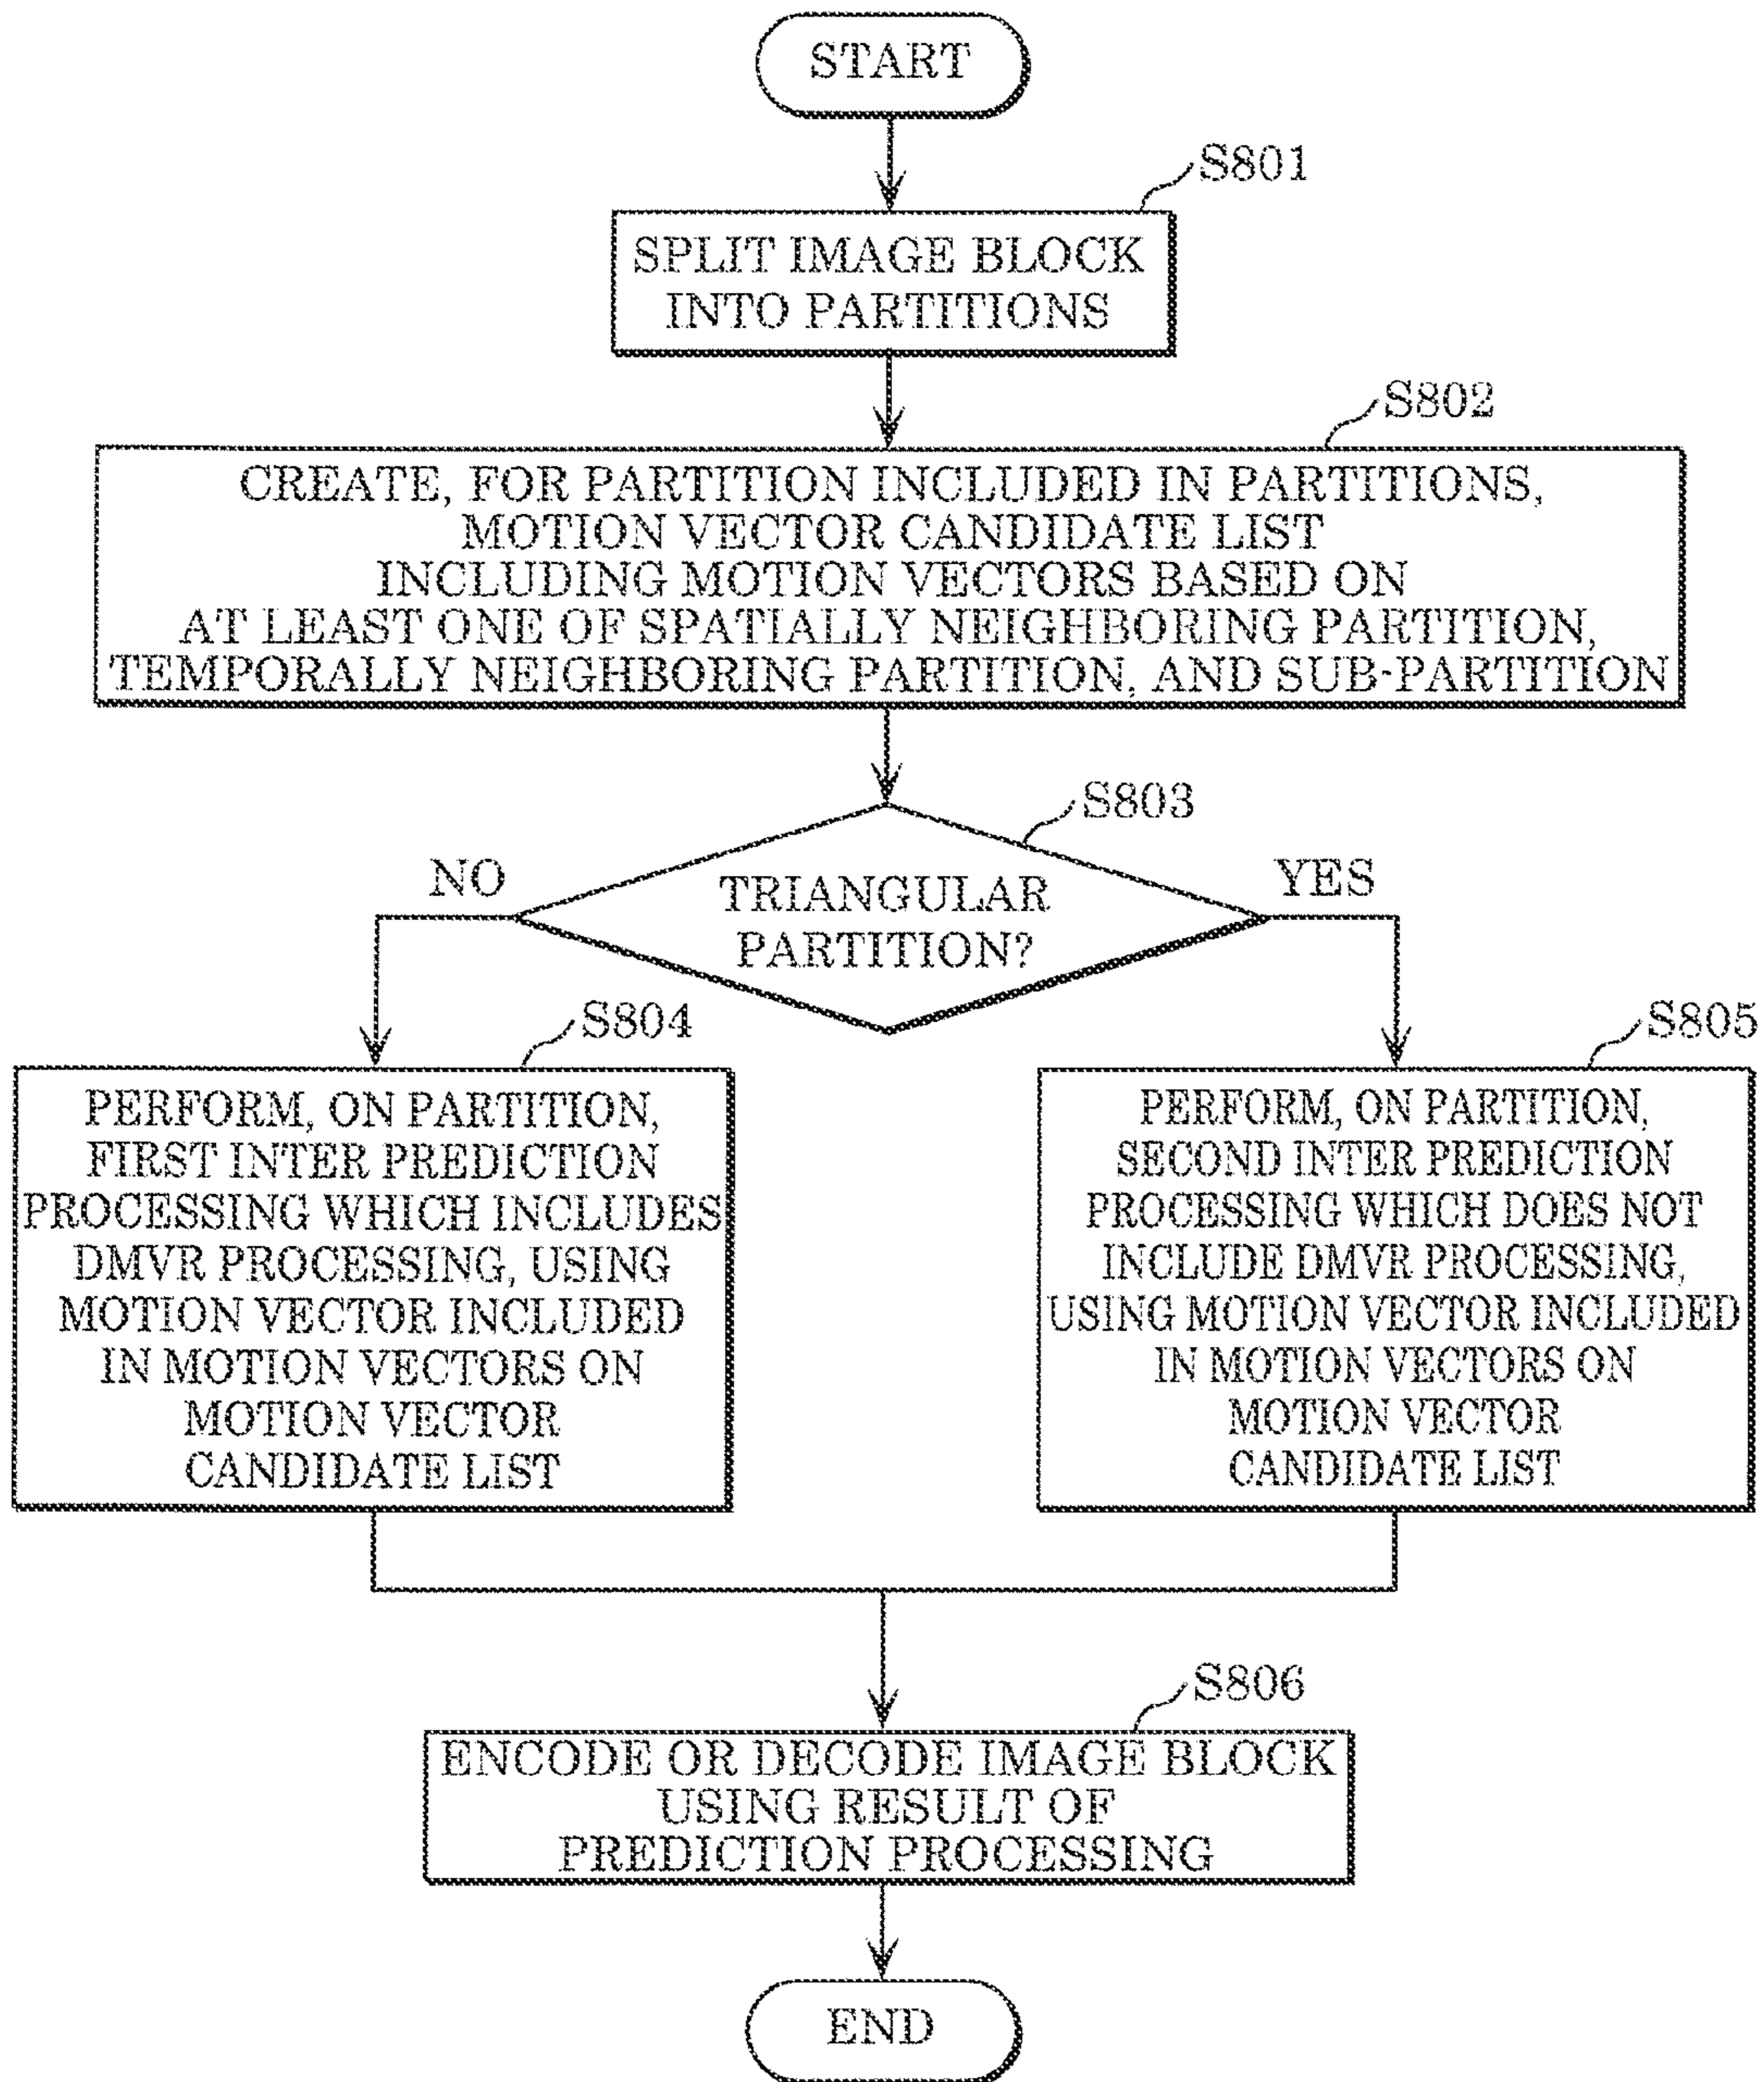 START
S801
SPLIT IMAGE BLOCK
INTO PARTITIONS
S802
CREATE, FOR PARTITION INCLUDED IN PARTITIONS,
MOTION VECTOR CANDIDATE LIST
INCLUDING MOTION VECTORS BASED ON
AT LEAST ONE OF SPATIALLY NEIGHBORING PARTITION,
TEMPORALLY NEIGHBORING PARTITION, AND SUB-PARTITION
S803
NO
YES
TRIANGULAR
PARTITION?
S804
PERFORM, ON PARTITION,
FIRST INTER PREDICTION
PROCESSING WHICH INCLUDES
DMVR PROCESSING, USING
MOTION VECTOR INCLUDED
IN MOTION VECTORS ON
MOTION VECTOR
CANDIDATE LIST
S805
PERFORM, ON PARTITION,
SECOND INTER PREDICTION
PROCESSING WHICH DOES NOT
INCLUDE DMVR PROCESSING,
USING MOTION VECTOR INCLUDED
IN MOTION VECTORS ON
MOTION VECTOR
CANDIDATE LIST
S806
ENCODE OR DECODE IMAGE BLOCK
USING RESULT OF
PREDICTION PROCESSING
END